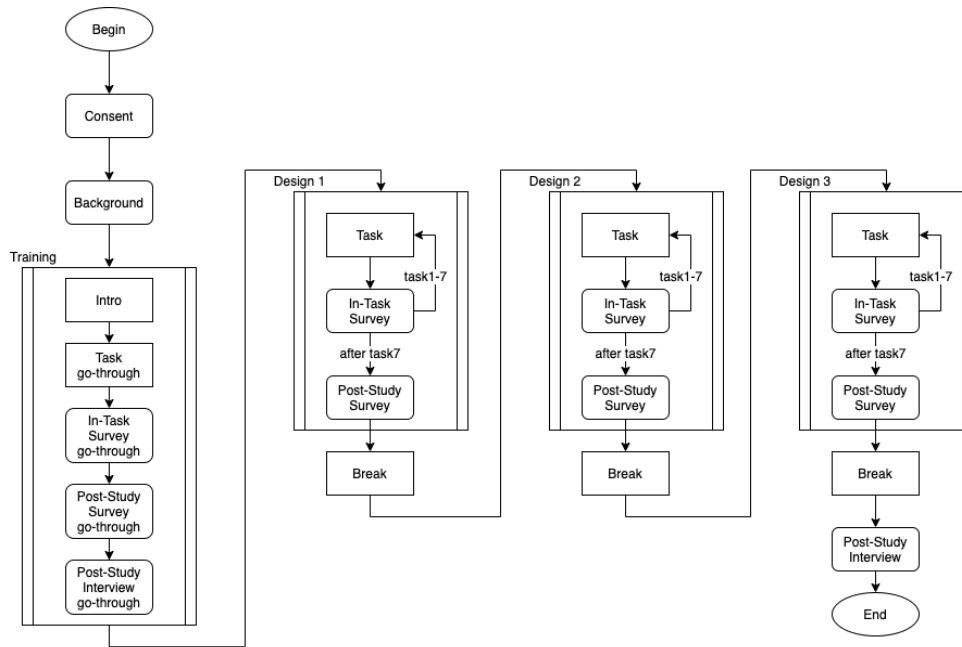 Begin
Consent
Background
Training
Intro
Task
go-through
In-Task
Survey
go-through
Post-Study
Survey
go-through
Post-Study
Interview
go-through
Design 1
Task
task1-7
In-Task
Survey
after task7
Post-Study
Survey
Break
Design 2
Task
task1-7
In-Task
Survey
after task7
Post-Study
Survey
Break
Design 3
Task
task1-7
In-Task
Survey
after task7
Post-Study
Survey
Break
Post-Study
Interview
End